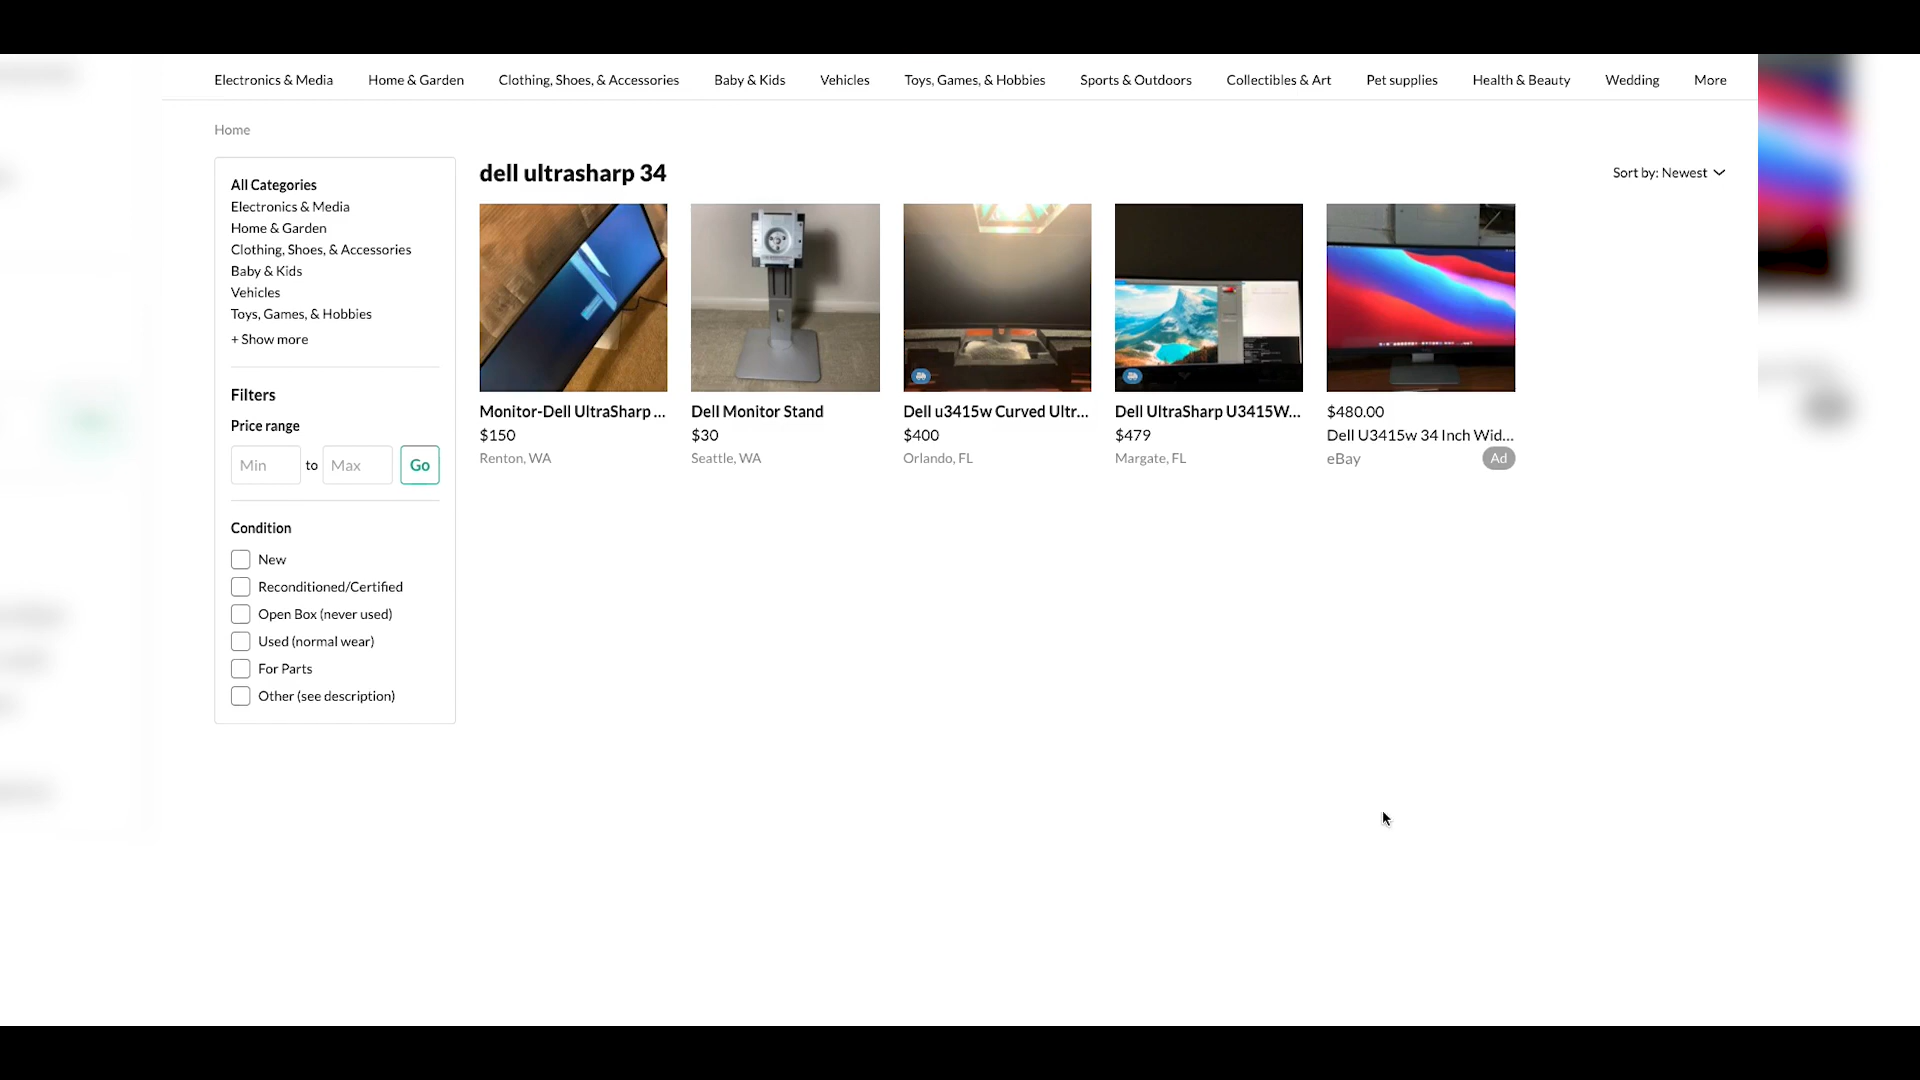 Electronics & Media Home & Garden Clothing, Shoes, & Accessories Baby & Kids Vehicles Toys, Games, & Hobbies Sports & Outdoors Collectibles & Art Pet supplies Health & Beauty Wedding More
Home
All Categories
Electronics & Media
Home & Garden
Clothing, Shoes, & Accessories
Baby & Kids
Vehicles
Toys, Games, & Hobbies
+ Show more
Filters
Price range
Min to Max Go
Condition
New
Reconditioned/Certified
Open Box (never used)
Used (normal wear)
For Parts
Other (see description)
dell ultrasharp 34
Sort by: Newest
Monitor-Dell UltraSharp ...
$150
Renton, WA
Dell Monitor Stand
$30
Seattle, WA
Dell u3415w Curved Ultr...
$400
Orlando, FL
Dell UltraSharp U3415W...
$479
Margate, FL
$480.00
Dell U3415w 34 Inch Wid...
eBay Ad